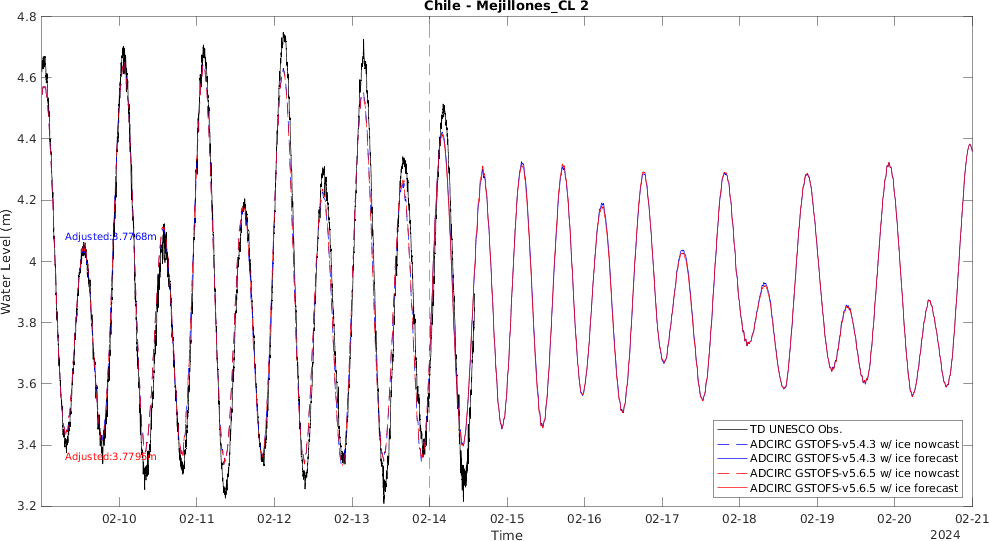 Chile - Mejillones_CL 2
4.8
4.6
4.4
4.2
4
3.8
3.6
3.4
3.2
Water Level (m)
Adjusted:3.7768m
Adjusted:3.7795m
TD UNESCO Obs.
ADCIRC GSTOFS-v5.4.3 w/ ice nowcast
ADCIRC GSTOFS-v5.4.3 w/ ice forecast
ADCIRC GSTOFS-v5.6.5 w/ ice nowcast
ADCIRC GSTOFS-v5.6.5 w/ ice forecast
02-10 02-11 02-12 02-13 02-14 02-15 02-16 02-17 02-18 02-19 02-20 02-21
Time
2024